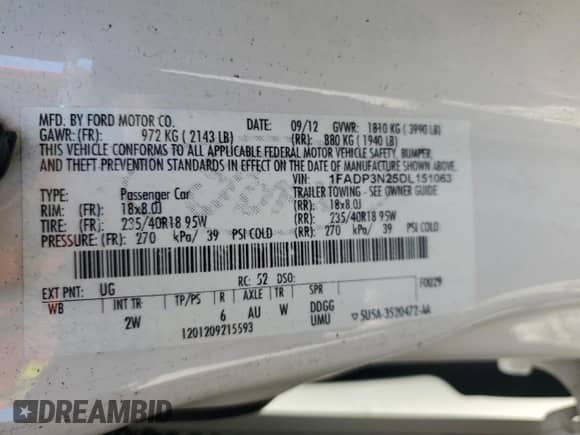 MFD. BY FORD MOTOR CO. DATE: 09/12 GVWR: 1810 KG ( 3990 LB)
GAWR: (FR) 972 KG ( 2143 LB) (RR): 880 KG ( 1940 LB)
THIS VEHICLE CONFORMS TO ALL APPLICABLE FEDERAL MOTOR VEHICLE SAFETY, BUMPER,
AND THEFT PREVENTION STANDARDS IN EFFECT ON THE DATE OF MANUFACTURE SHOWN ABOVE.
VIN: 1FADP3N25DL151063
TYPE: Passenger Car TRAILER TOWING - SEE OWNER GUIDE
RIM: (FR): 18x8.0J (RR): 18x8.0J
TIRE: (FR): 235/40R18 95W (RR): 235/40R18 95W
PRESSURE: (FR): 270 kPa/ 39 PSI COLD (RR): 270 kPa/ 39 PSI COLD
EXT PNT: UG RC: 52 DSO: F0029
WB INT TR TP/PS R AXLE TR SPR
2W 6 AU W DDGG
UMU
1201209215593 ▽ 5U5A-3520472-AA
DREAMBID